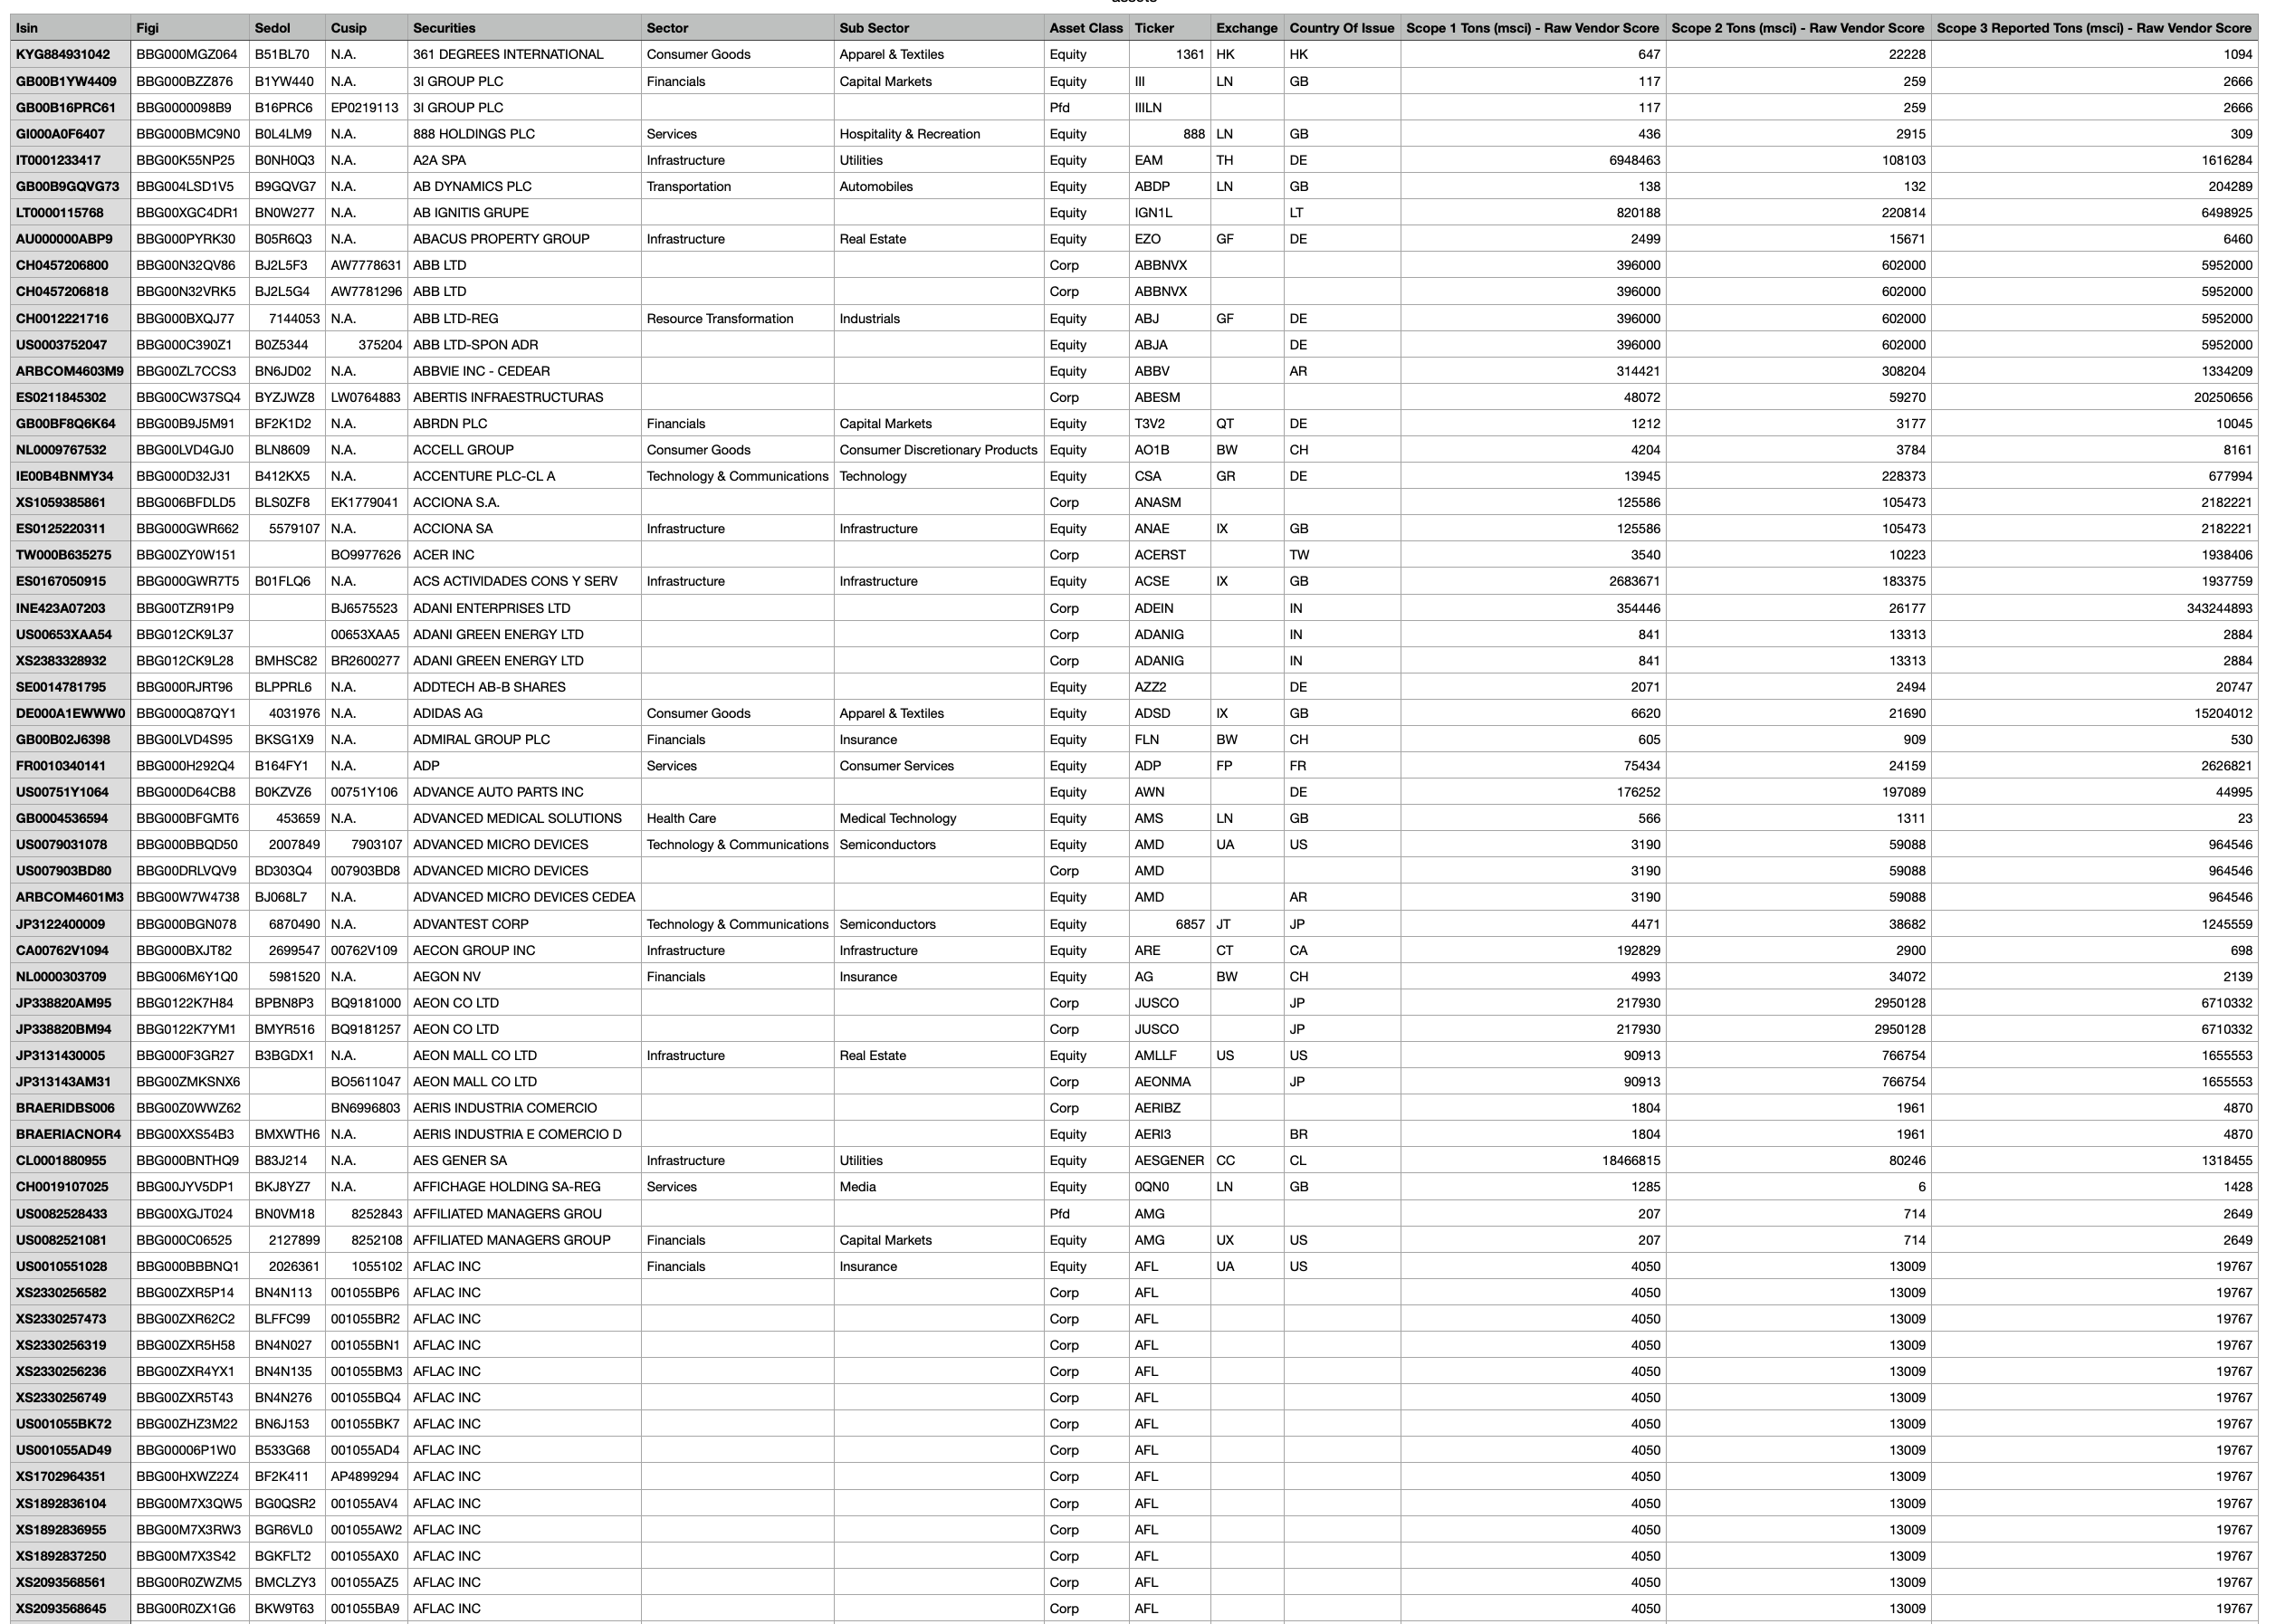 assets
Isin Figi Sedol Cusip Securities Sector Sub Sector Asset Class Ticker Exchange Country Of Issue Scope 1 Tons (msci) - Raw Vendor Score Scope 2 Tons (msci) - Raw Vendor Score Scope 3 Reported Tons (msci) - Raw Vendor Score
KYG884931042 BBG000MGZ064 B51BL70 N.A. 361 DEGREES INTERNATIONAL Consumer Goods Apparel & Textiles Equity 1361 HK HK 647 22228 1094
GB00B1YW4409 BBG000BZZ876 B1YW440 N.A. 3I GROUP PLC Financials Capital Markets Equity III LN GB 117 259 2666
GB00B16PRC61 BBG0000098B9 B16PRC6 EP0219113 3I GROUP PLC Pfd IIILN 117 259 2666
GI000A0F6407 BBG000BMC9N0 B0L4LM9 N.A. 888 HOLDINGS PLC Services Hospitality & Recreation Equity 888 LN GB 436 2915 309
IT0001233417 BBG00K55NP25 B0NH0Q3 N.A. A2A SPA Infrastructure Utilities Equity EAM TH DE 6948463 108103 1616284
GB00B9GQVG73 BBG004LSD1V5 B9GQVG7 N.A. AB DYNAMICS PLC Transportation Automobiles Equity ABDP LN GB 138 132 204289
LT0000115768 BBG00XGC4DR1 BN0W277 N.A. AB IGNITIS GRUPE Equity IGN1L LT 820188 220814 6498925
AU000000ABP9 BBG000PYRK30 B05R6Q3 N.A. ABACUS PROPERTY GROUP Infrastructure Real Estate Equity EZO GF DE 2499 15671 6460
CH0457206800 BBG00N32QV86 BJ2L5F3 AW7778631 ABB LTD Corp ABBNVX 396000 602000 5952000
CH0457206818 BBG00N32VRK5 BJ2L5G4 AW7781296 ABB LTD Corp ABBNVX 396000 602000 5952000
CH0012221716 BBG000BXQJ77 7144053 N.A. ABB LTD-REG Resource Transformation Industrials Equity ABJ GF DE 396000 602000 5952000
US0003752047 BBG000C390Z1 B0Z5344 375204 ABB LTD-SPON ADR Equity ABJA DE 396000 602000 5952000
ARBCOM4603M9 BBG00ZL7CCS3 BN6JD02 N.A. ABBVIE INC - CEDEAR Equity ABBV AR 314421 308204 1334209
ES0211845302 BBG00CW37SQ4 BYZJWZ8 LW0764883 ABERTIS INFRAESTRUCTURAS Corp ABESM 48072 59270 20250656
GB00BF8Q6K64 BBG00B9J5M91 BF2K1D2 N.A. ABRDN PLC Financials Capital Markets Equity T3V2 QT DE 1212 3177 10045
NL0009767532 BBG00LVD4GJ0 BLN8609 N.A. ACCELL GROUP Consumer Goods Consumer Discretionary Products Equity AO1B BW CH 4204 3784 8161
IE00B4BNMY34 BBG000D32J31 B412KX5 N.A. ACCENTURE PLC-CL A Technology & Communications Technology Equity CSA GR DE 13945 228373 677994
XS1059385861 BBG006BFDLD5 BLS0ZF8 EK1779041 ACCIONA S.A. Corp ANASM 125586 105473 2182221
ES0125220311 BBG000GWR662 5579107 N.A. ACCIONA SA Infrastructure Infrastructure Equity ANAE IX GB 125586 105473 2182221
TW000B635275 BBG00ZY0W151 BO9977626 ACER INC Corp ACERST TW 3540 10223 1938406
ES0167050915 BBG000GWR7T5 B01FLQ6 N.A. ACS ACTIVIDADES CONS Y SERV Infrastructure Infrastructure Equity ACSE IX GB 2683671 183375 1937759
INE423A07203 BBG00TZR91P9 BJ6575523 ADANI ENTERPRISES LTD Corp ADEIN IN 354446 26177 343244893
US00653XAA54 BBG012CK9L37 00653XAA5 ADANI GREEN ENERGY LTD Corp ADANIG IN 841 13313 2884
XS2383328932 BBG012CK9L28 BMHSC82 BR2600277 ADANI GREEN ENERGY LTD Corp ADANIG IN 841 13313 2884
SE0014781795 BBG000RJRT96 BLPPRL6 N.A. ADDTECH AB-B SHARES Equity AZZ2 DE 2071 2494 20747
DE000A1EWWW0 BBG000Q87QY1 4031976 N.A. ADIDAS AG Consumer Goods Apparel & Textiles Equity ADSD IX GB 6620 21690 15204012
GB00B02J6398 BBG00LVD4S95 BKSG1X9 N.A. ADMIRAL GROUP PLC Financials Insurance Equity FLN BW CH 605 909 530
FR0010340141 BBG000H292Q4 B164FY1 N.A. ADP Services Consumer Services Equity ADP FP FR 75434 24159 2626821
US00751Y1064 BBG000D64CB8 B0KZVZ6 00751Y106 ADVANCE AUTO PARTS INC Equity AWN DE 176252 197089 44995
GB0004536594 BBG000BFGMT6 453659 N.A. ADVANCED MEDICAL SOLUTIONS Health Care Medical Technology Equity AMS LN GB 566 1311 23
US0079031078 BBG000BBQD50 2007849 7903107 ADVANCED MICRO DEVICES Technology & Communications Semiconductors Equity AMD UA US 3190 59088 964546
US007903BD80 BBG00DRLVQV9 BD303Q4 007903BD8 ADVANCED MICRO DEVICES Corp AMD 3190 59088 964546
ARBCOM4601M3 BBG00W7W4738 BJ068L7 N.A. ADVANCED MICRO DEVICES CEDEA Equity AMD AR 3190 59088 964546
JP3122400009 BBG000BGN078 6870490 N.A. ADVANTEST CORP Technology & Communications Semiconductors Equity 6857 JT JP 4471 38682 1245559
CA00762V1094 BBG000BXJT82 2699547 00762V109 AECON GROUP INC Infrastructure Infrastructure Equity ARE CT CA 192829 2900 698
NL0000303709 BBG006M6Y1Q0 5981520 N.A. AEGON NV Financials Insurance Equity AG BW CH 4993 34072 2139
JP338820AM95 BBG0122K7H84 BPBN8P3 BQ9181000 AEON CO LTD Corp JUSCO JP 217930 2950128 6710332
JP338820BM94 BBG0122K7YM1 BMYR516 BQ9181257 AEON CO LTD Corp JUSCO JP 217930 2950128 6710332
JP3131430005 BBG000F3GR27 B3BGDX1 N.A. AEON MALL CO LTD Infrastructure Real Estate Equity AMLLF US US 90913 766754 1655553
JP313143AM31 BBG00ZMKSNX6 BO5611047 AEON MALL CO LTD Corp AEONMA JP 90913 766754 1655553
BRAERIDBS006 BBG00Z0WWZ62 BN6996803 AERIS INDUSTRIA COMERCIO Corp AERIBZ 1804 1961 4870
BRAERIACNOR4 BBG00XXS54B3 BMXWTH6 N.A. AERIS INDUSTRIA E COMERCIO D Equity AERI3 BR 1804 1961 4870
CL0001880955 BBG000BNTHQ9 B83J214 N.A. AES GENER SA Infrastructure Utilities Equity AESGENER CC CL 18466815 80246 1318455
CH0019107025 BBG00JYV5DP1 BKJ8YZ7 N.A. AFFICHAGE HOLDING SA-REG Services Media Equity 0QN0 LN GB 1285 6 1428
US0082528433 BBG00XGJT024 BN0VM18 8252843 AFFILIATED MANAGERS GROU Pfd AMG 207 714 2649
US0082521081 BBG000C06525 2127899 8252108 AFFILIATED MANAGERS GROUP Financials Capital Markets Equity AMG UX US 207 714 2649
US0010551028 BBG000BBBNQ1 2026361 1055102 AFLAC INC Financials Insurance Equity AFL UA US 4050 13009 19767
XS2330256582 BBG00ZXR5P14 BN4N113 001055BP6 AFLAC INC Corp AFL 4050 13009 19767
XS2330257473 BBG00ZXR62C2 BLFFC99 001055BR2 AFLAC INC Corp AFL 4050 13009 19767
XS2330256319 BBG00ZXR5H58 BN4N027 001055BN1 AFLAC INC Corp AFL 4050 13009 19767
XS2330256236 BBG00ZXR4YX1 BN4N135 001055BM3 AFLAC INC Corp AFL 4050 13009 19767
XS2330256749 BBG00ZXR5T43 BN4N276 001055BQ4 AFLAC INC Corp AFL 4050 13009 19767
US001055BK72 BBG00ZHZ3M22 BN6J153 001055BK7 AFLAC INC Corp AFL 4050 13009 19767
US001055AD49 BBG00006P1W0 B533G68 001055AD4 AFLAC INC Corp AFL 4050 13009 19767
XS1702964351 BBG00HXWZ2Z4 BF2K411 AP4899294 AFLAC INC Corp AFL 4050 13009 19767
XS1892836104 BBG00M7X3QW5 BG0QSR2 001055AV4 AFLAC INC Corp AFL 4050 13009 19767
XS1892836955 BBG00M7X3RW3 BGR6VL0 001055AW2 AFLAC INC Corp AFL 4050 13009 19767
XS1892837250 BBG00M7X3S42 BGKFLT2 001055AX0 AFLAC INC Corp AFL 4050 13009 19767
XS2093568561 BBG00R0ZWZM5 BMCLZY3 001055AZ5 AFLAC INC Corp AFL 4050 13009 19767
XS2093568645 BBG00R0ZX1G6 BKW9T63 001055BA9 AFLAC INC Corp AFL 4050 13009 19767